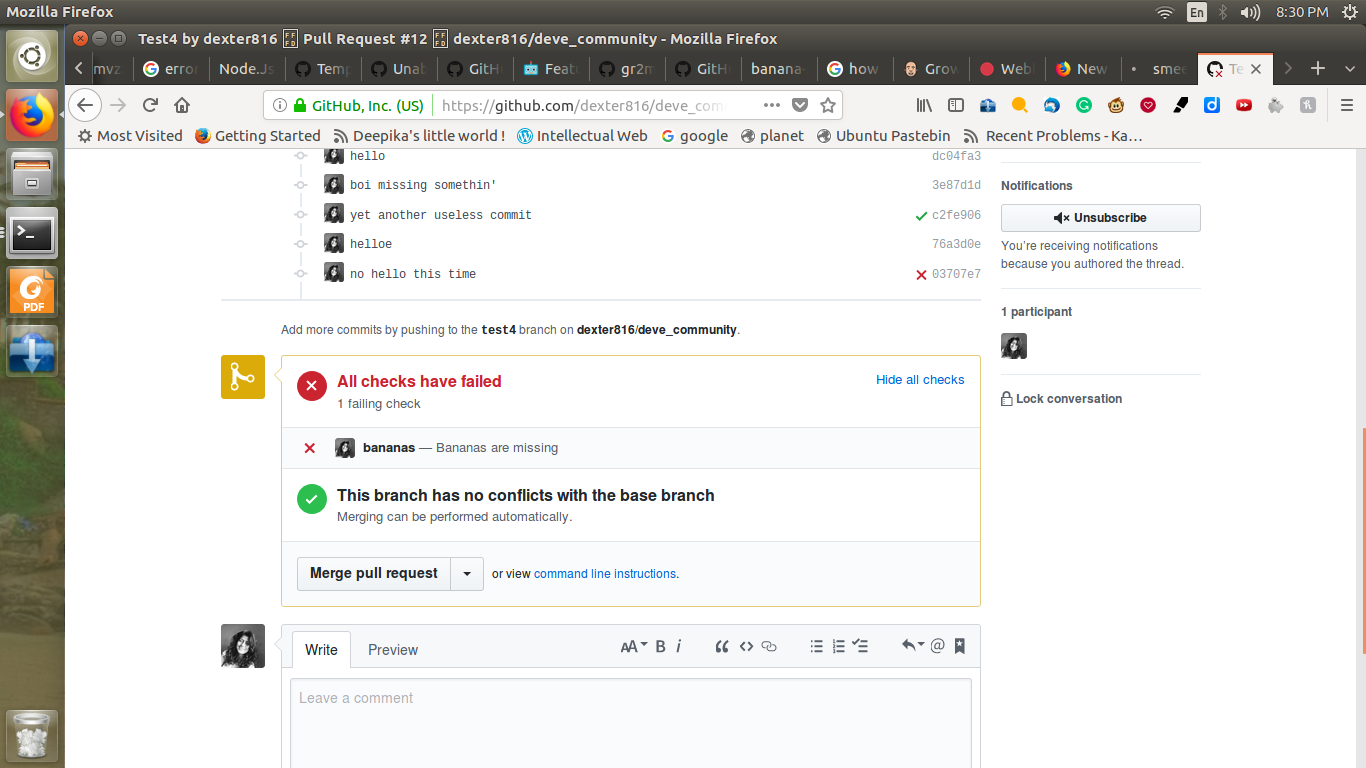 Mozilla Firefox
En
8:30 PM
Test4 by dexter816 FFFD Pull Request #12 FFFD dexter816/deve_community - Mozilla Firefox
mvz
error
Node.Js
Temp
Unab
GitH
Featu
gr2m
GitH
banana-
how
Grow
Webl
New
smee
Te
GitHub, Inc. (US)
https://github.com/dexter816/deve_com
Most Visited
Getting Started
Deepika's little world !
Intellectual Web
google
planet
Ubuntu Pastebin
Recent Problems - Ka…
hello dc04fa3
boi missing somethin' 3e87d1d
yet another useless commit c2fe906
helloe 76a3d0e
no hello this time 03707e7
Add more commits by pushing to the test4 branch on dexter816/deve_community.
All checks have failed
Hide all checks
1 failing check
bananas — Bananas are missing
This branch has no conflicts with the base branch
Merging can be performed automatically.
Merge pull request
or view command line instructions.
Write
Preview
AA B i
Leave a comment
Notifications
Unsubscribe
You're receiving notifications
because you authored the thread.
1 participant
Lock conversation
PDF